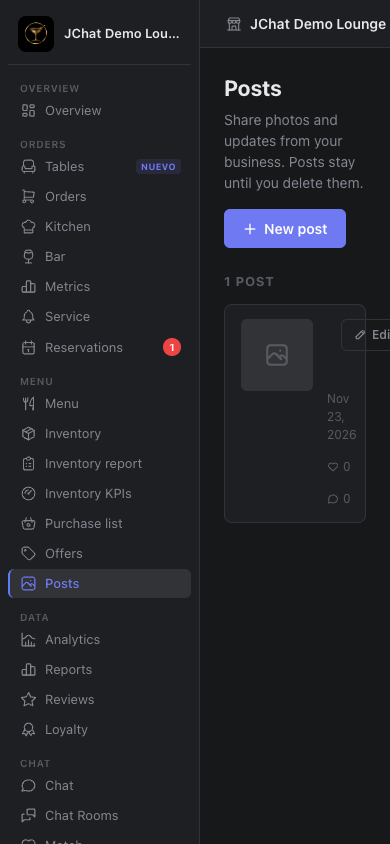 JChat Demo Lou...
OVERVIEW
Overview
ORDERS
Tables NUEVO
Orders
Kitchen
Bar
Metrics
Service
Reservations 1
MENU
Menu
Inventory
Inventory report
Inventory KPIs
Purchase list
Offers
Posts
DATA
Analytics
Reports
Reviews
Loyalty
CHAT
Chat
Chat Rooms
JChat Demo Lounge
Posts
Share photos and
updates from your
business. Posts stay
until you delete them.
+ New post
1 POST
Edi
Nov
23,
2026
0
0